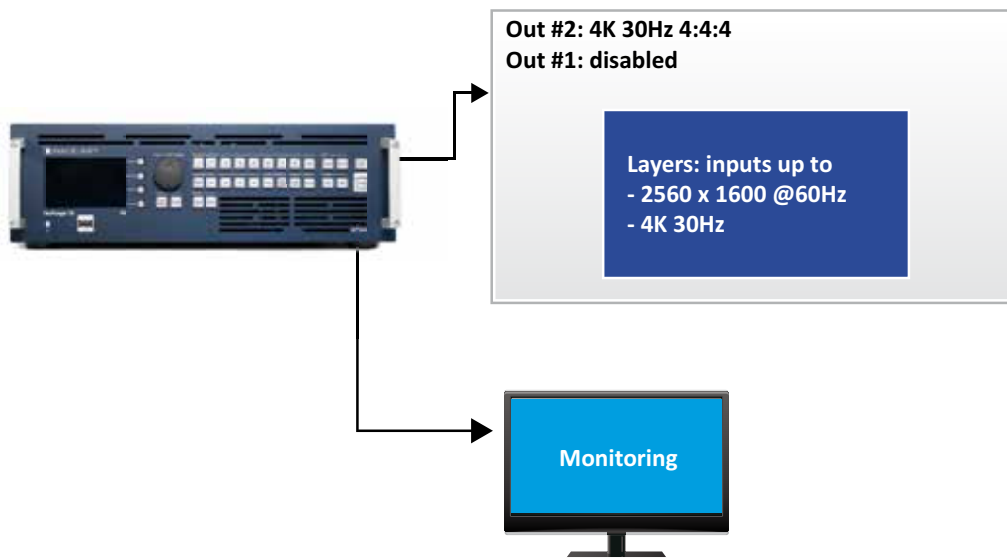 Out #2: 4K 30Hz 4:4:4
Out #1: disabled
Layers: inputs up to
- 2560 x 1600 @60Hz
- 4K 30Hz
Monitoring